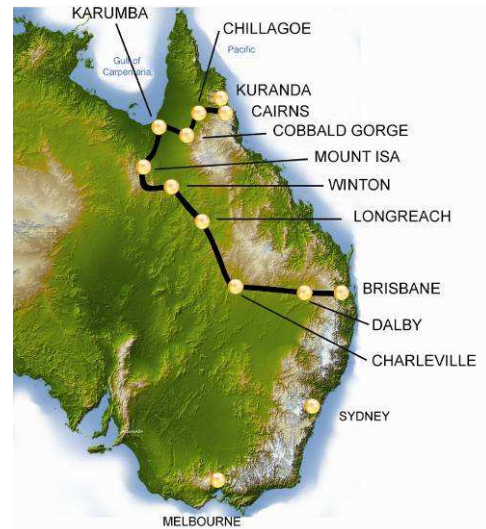 KARUMBA
CHILLAGOE
Pacific
Gulf of
Carpentaria
KURANDA
CAIRNS
COBBALD GORGE
MOUNT ISA
WINTON
LONGREACH
BRISBANE
DALBY
CHARLEVILLE
SYDNEY
MELBOURNE